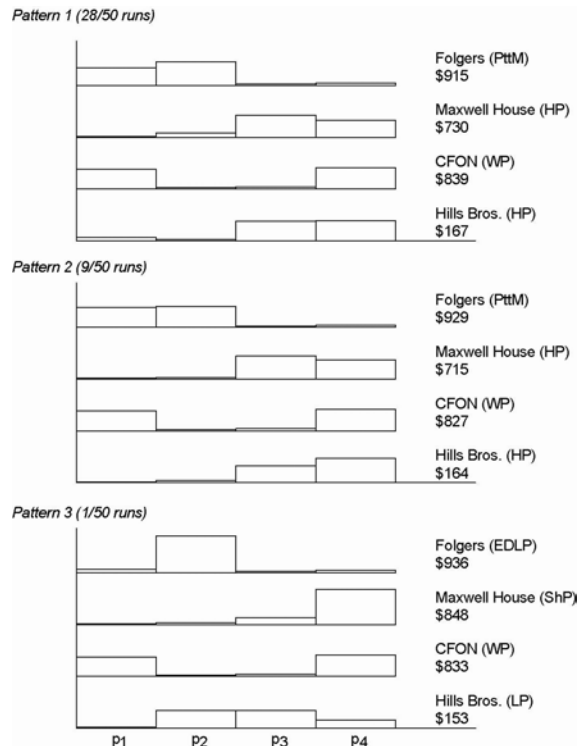 Pattern 1 (28/50 runs)
Folgers (PttM)
$915
Maxwell House (HP)
$730
CFON (WP)
$839
Hills Bros. (HP)
$167
Pattern 2 (9/50 runs)
Folgers (PttM)
$929
Maxwell House (HP)
$715
CFON (WP)
$827
Hills Bros. (HP)
$164
Pattern 3 (1/50 runs)
Folgers (EDLP)
$936
Maxwell House (ShP)
$848
CFON (WP)
$833
Hills Bros. (LP)
$153
p1 p2 p3 p4